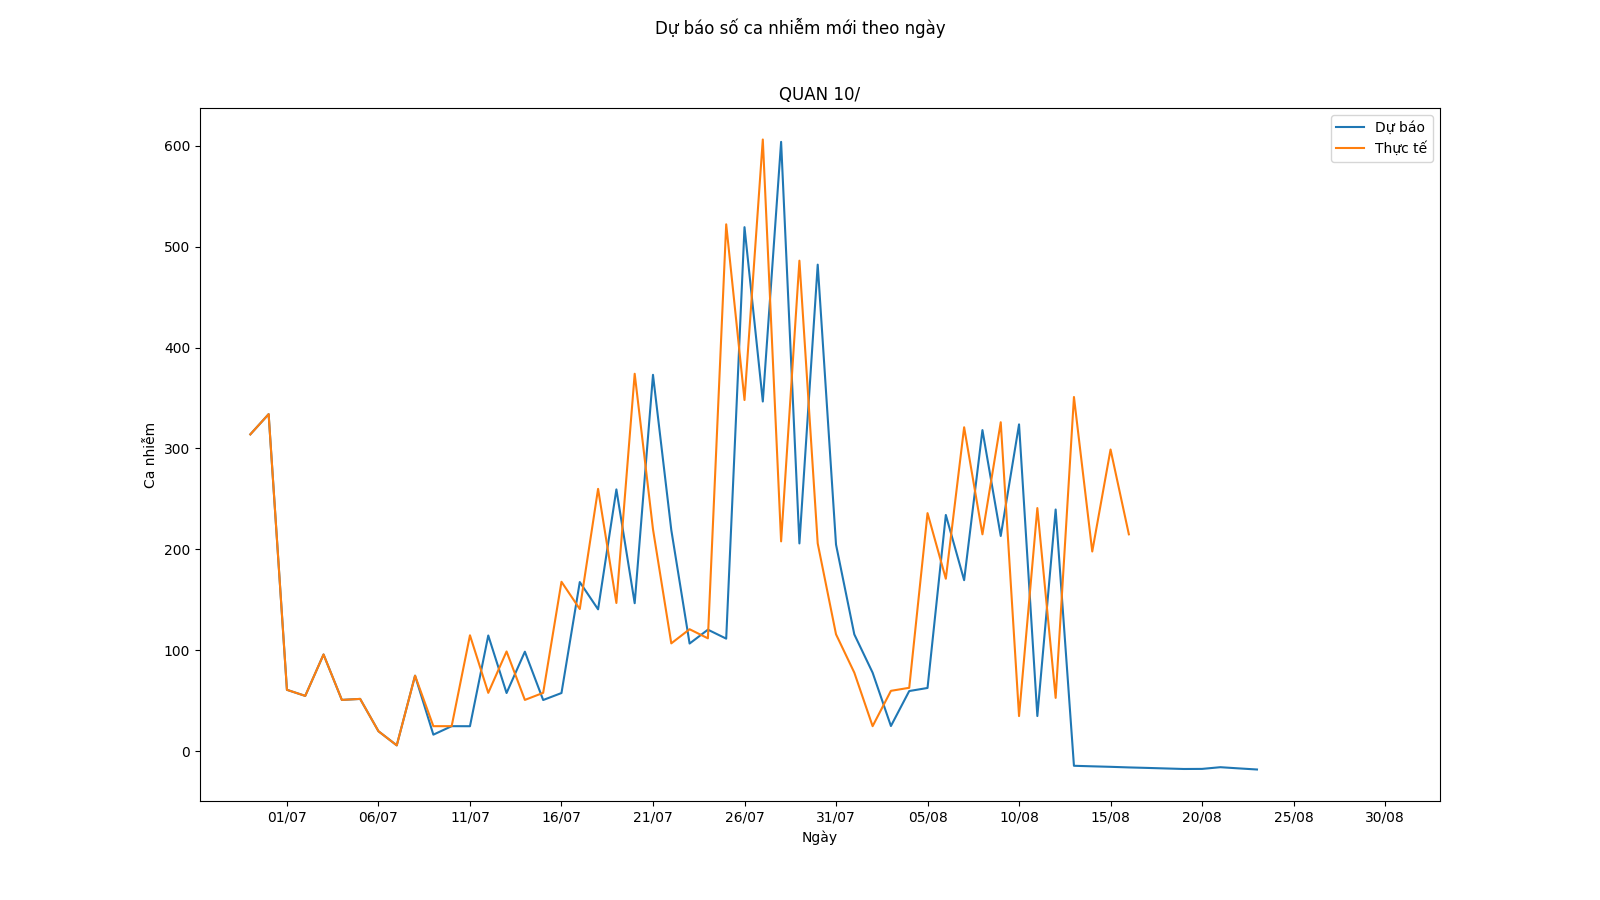 Dự báo số ca nhiễm mới theo ngày
QUAN 10/
Dự báo
Thực tế
600
500
400
300
200
100
0
Ca nhiễm
01/07 06/07 11/07 16/07 21/07 26/07 31/07 05/08 10/08 15/08 20/08 25/08 30/08
Ngày